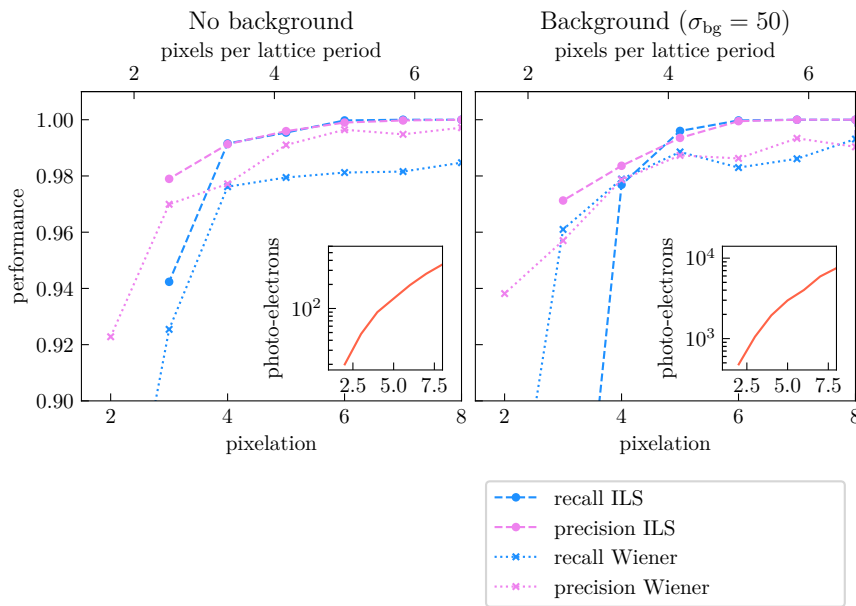 No background
Background (σbg = 50)
pixels per lattice period
pixels per lattice period
2 4 6
2 4 6
1.00
0.98
0.96
0.94
0.92
0.90
performance
photo-electrons
10²
2.5 5.0 7.5
photo-electrons
10⁴
10³
2.5 5.0 7.5
2 4 6 8
2 4 6 8
pixelation
pixelation
recall ILS
precision ILS
recall Wiener
precision Wiener